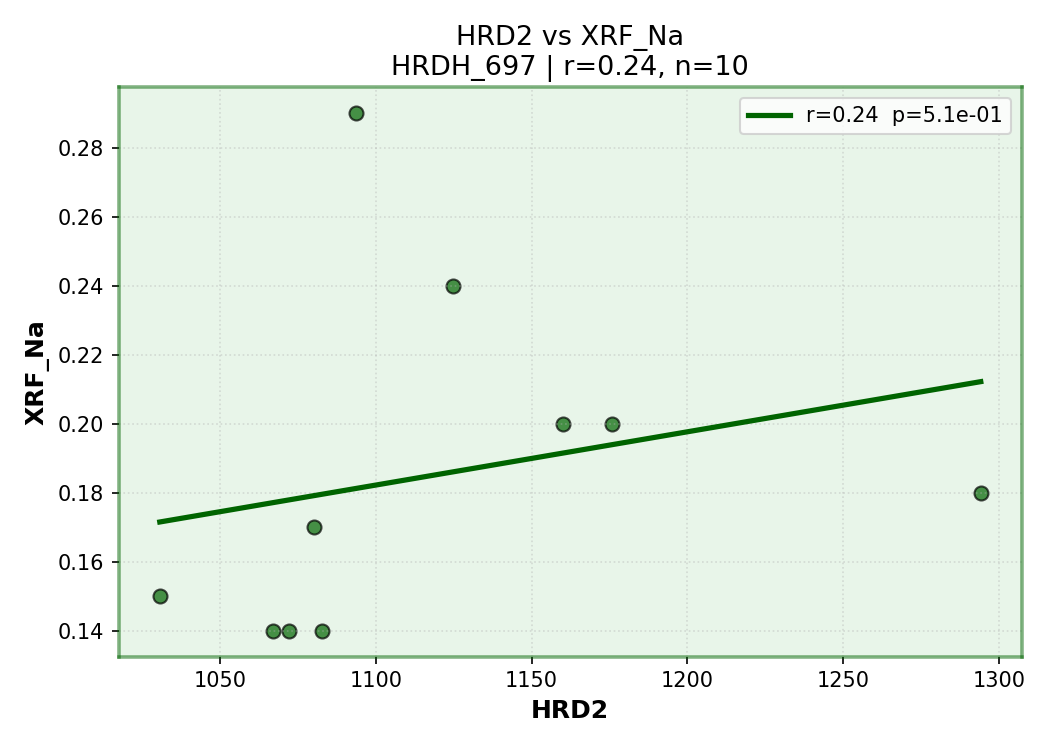 HRD2 vs XRF_Na
HRDH_697 | r=0.24, n=10
r=0.24  p=5.1e-01
0.28
0.26
0.24
0.22
0.20
0.18
0.16
0.14
XRF_Na
1050
1100
1150
1200
1250
1300
HRD2